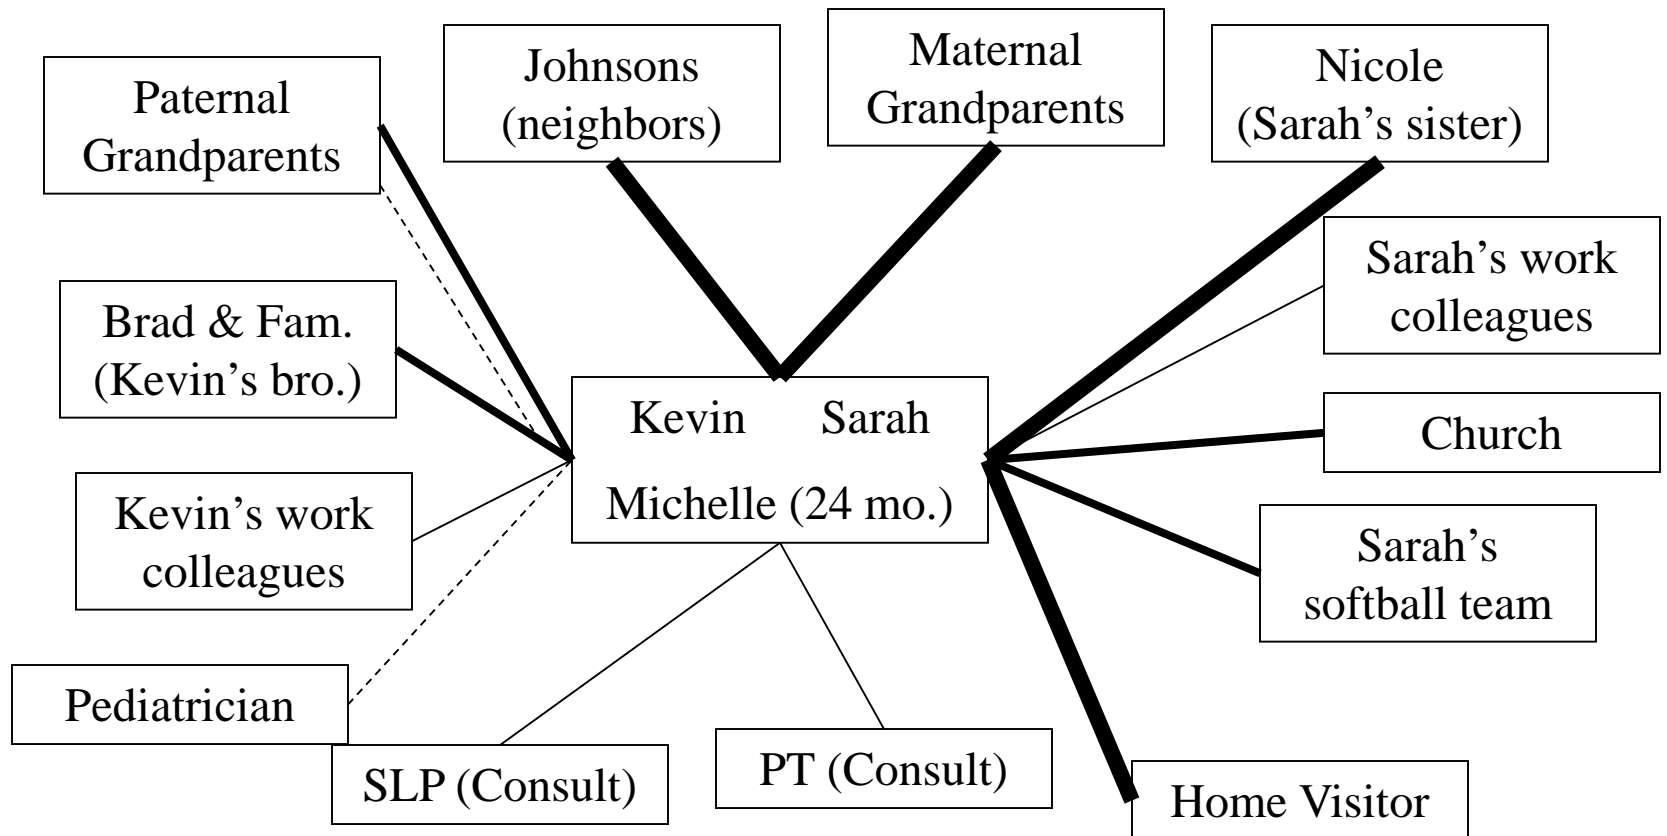 Paternal
Grandparents
Johnsons
(neighbors)
Maternal
Grandparents
Nicole
(Sarah’s sister)
Sarah’s work
colleagues
Brad & Fam.
(Kevin’s bro.)
Kevin Sarah
Michelle (24 mo.)
Church
Kevin’s work
colleagues
Sarah’s
softball team
Pediatrician
SLP (Consult)
PT (Consult)
Home Visitor